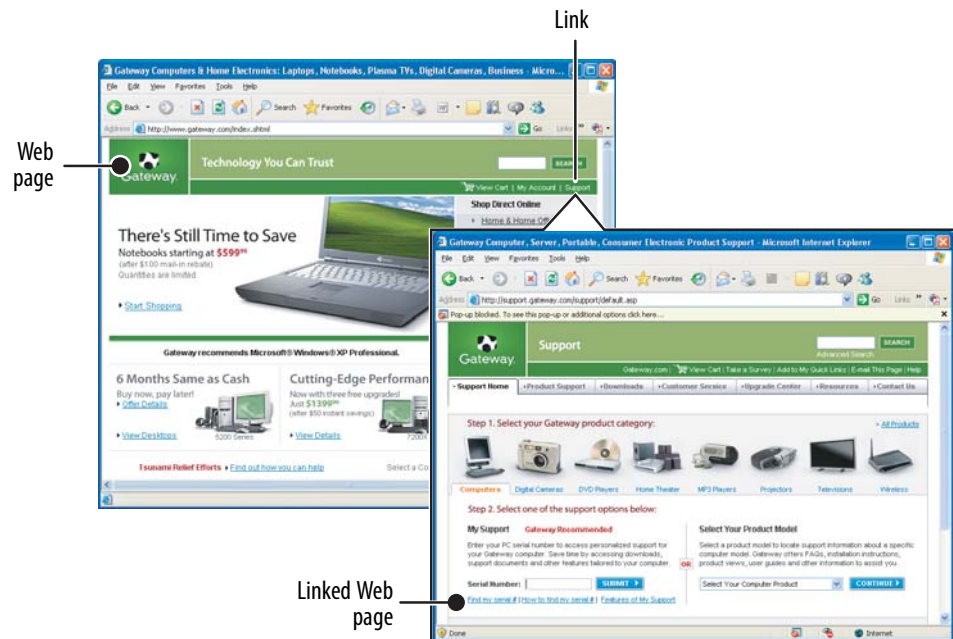 Link
Gateway Computers & Home Electronics: Laptops, Notebooks, Plasma TVs, Digital Cameras, Business - Micro...
File Edit View Favorites Tools Help
Back Search Favorites
Address http://www.gateway.com/index.shtml Go Links »
Web page
Gateway.
Technology You Can Trust
SEARCH
View Cart | My Account | Support
Shop Direct Online
Home & Home Off
There's Still Time to Save
Notebooks starting at $599⁹⁹
(after $100 mail-in rebate)
Quantities are limited.
Start Shopping
Gateway recommends Microsoft® Windows® XP Professional.
6 Months Same as Cash
Buy now, pay later!
Offer Details
View Desktops
5200 Series
Cutting-Edge Performan
Now with three free upgrades!
Just $1399⁹⁹
(after $50 instant savings)
View Details
7200X
Tsunami Relief Efforts Find out how you can help
Select a Co
Gateway Computer, Server, Portable, Consumer Electronic Product Support - Microsoft Internet Explorer
File Edit View Favorites Tools Help
Back Search Favorites
Address http://support.gateway.com/support/default.asp Go Links »
Pop-up blocked. To see this pop-up or additional options click here...
Gateway.
Support
SEARCH
Advanced Search
Gateway.com | View Cart | Take a Survey | Add to My Quick Links | E-mail This Page | Help
Support Home Product Support Downloads Customer Service Upgrade Center Resources Contact Us
Step 1. Select your Gateway product category:
All Products
Computers Digital Cameras DVD Players Home Theater MP3 Players Projectors Televisions Wireless
Step 2. Select one of the support options below:
My Support Gateway Recommended
Enter your PC serial number to access personalized support for
your Gateway computer. Save time by accessing downloads,
support documents and other features tailored to your computer.
Serial Number: SUBMIT
Find my serial # | How to find my serial # | Features of My Support
OR
Select Your Product Model
Select a product model to locate support information about a specific
computer model. Gateway offers FAQs, installation instructions,
product views, user guides and other information to assist you.
Select Your Computer Product CONTINUE
Linked Web page
Done Internet